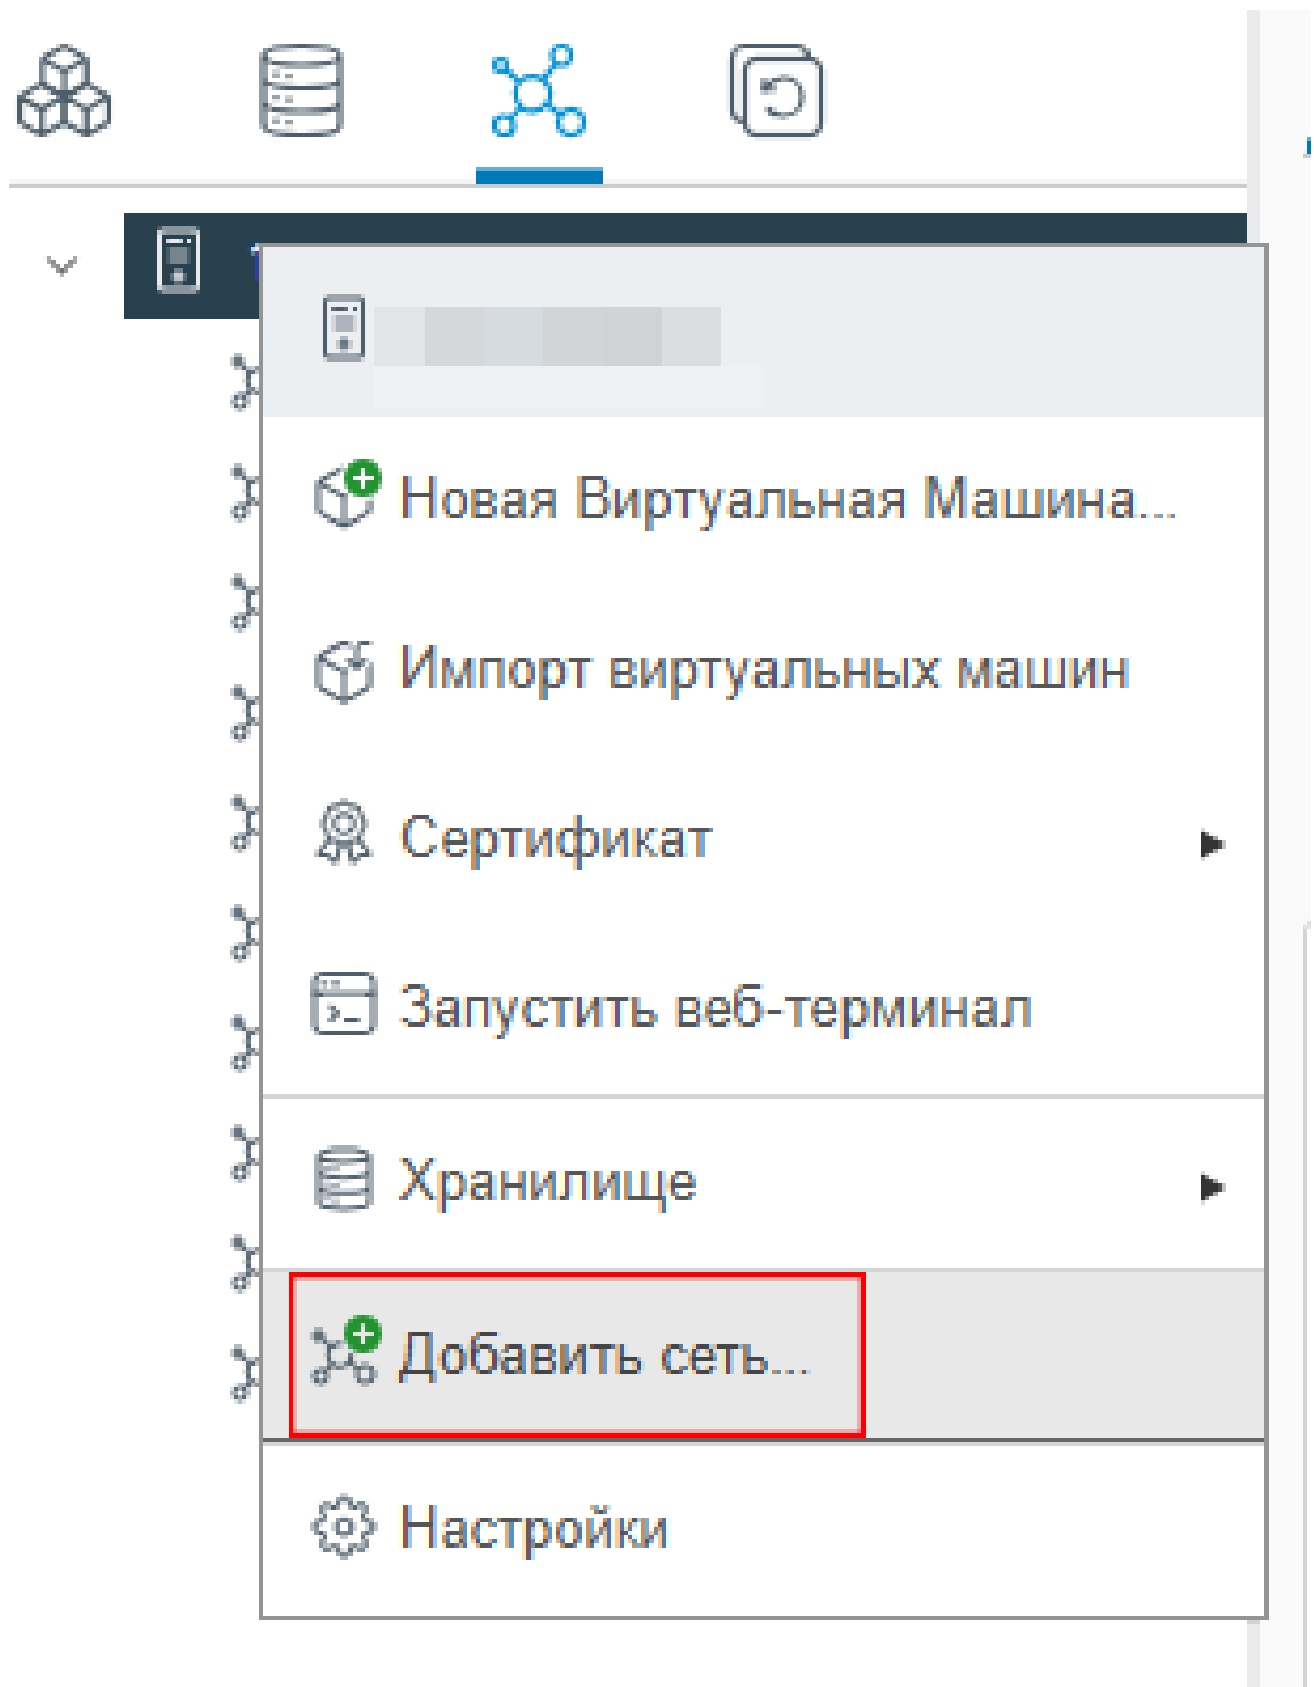 Новая Виртуальная Машина...
Импорт виртуальных машин
Сертификат
Запустить веб-терминал
Хранилище
Добавить сеть...
Настройки